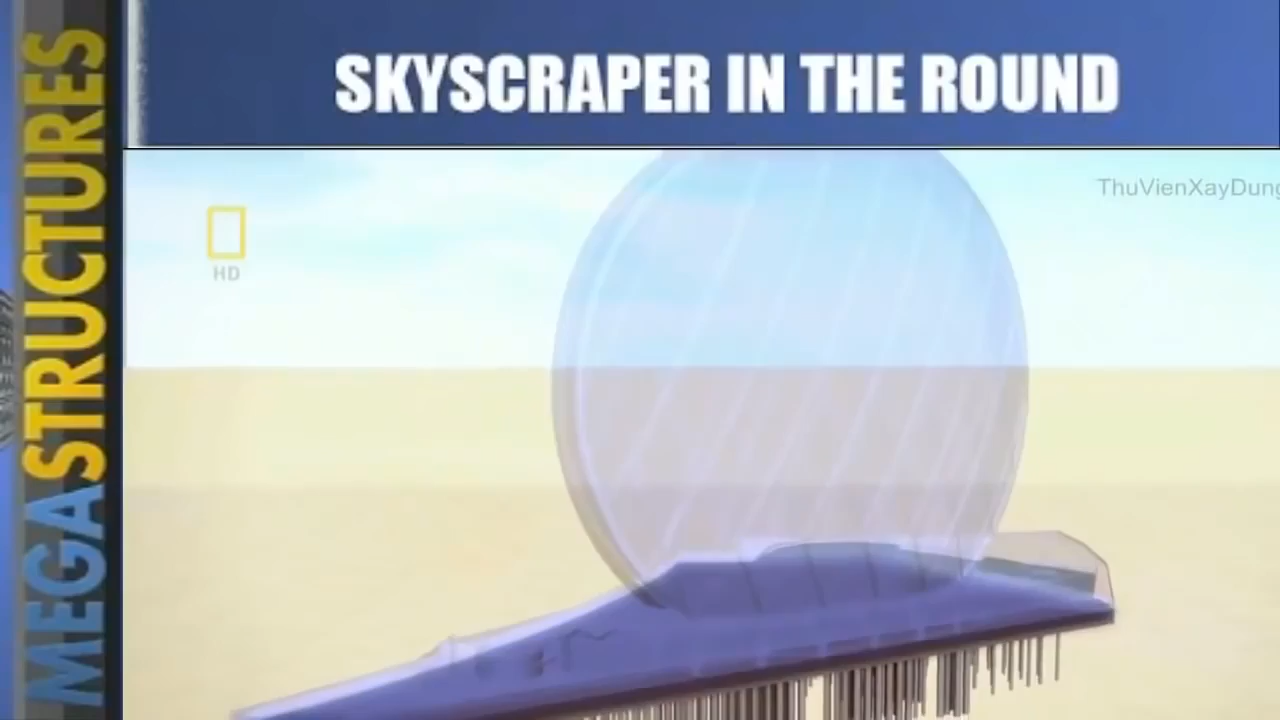 SKYSCRAPER IN THE ROUND
MEGASTRUCTURES
ThuVienXayDung
HD